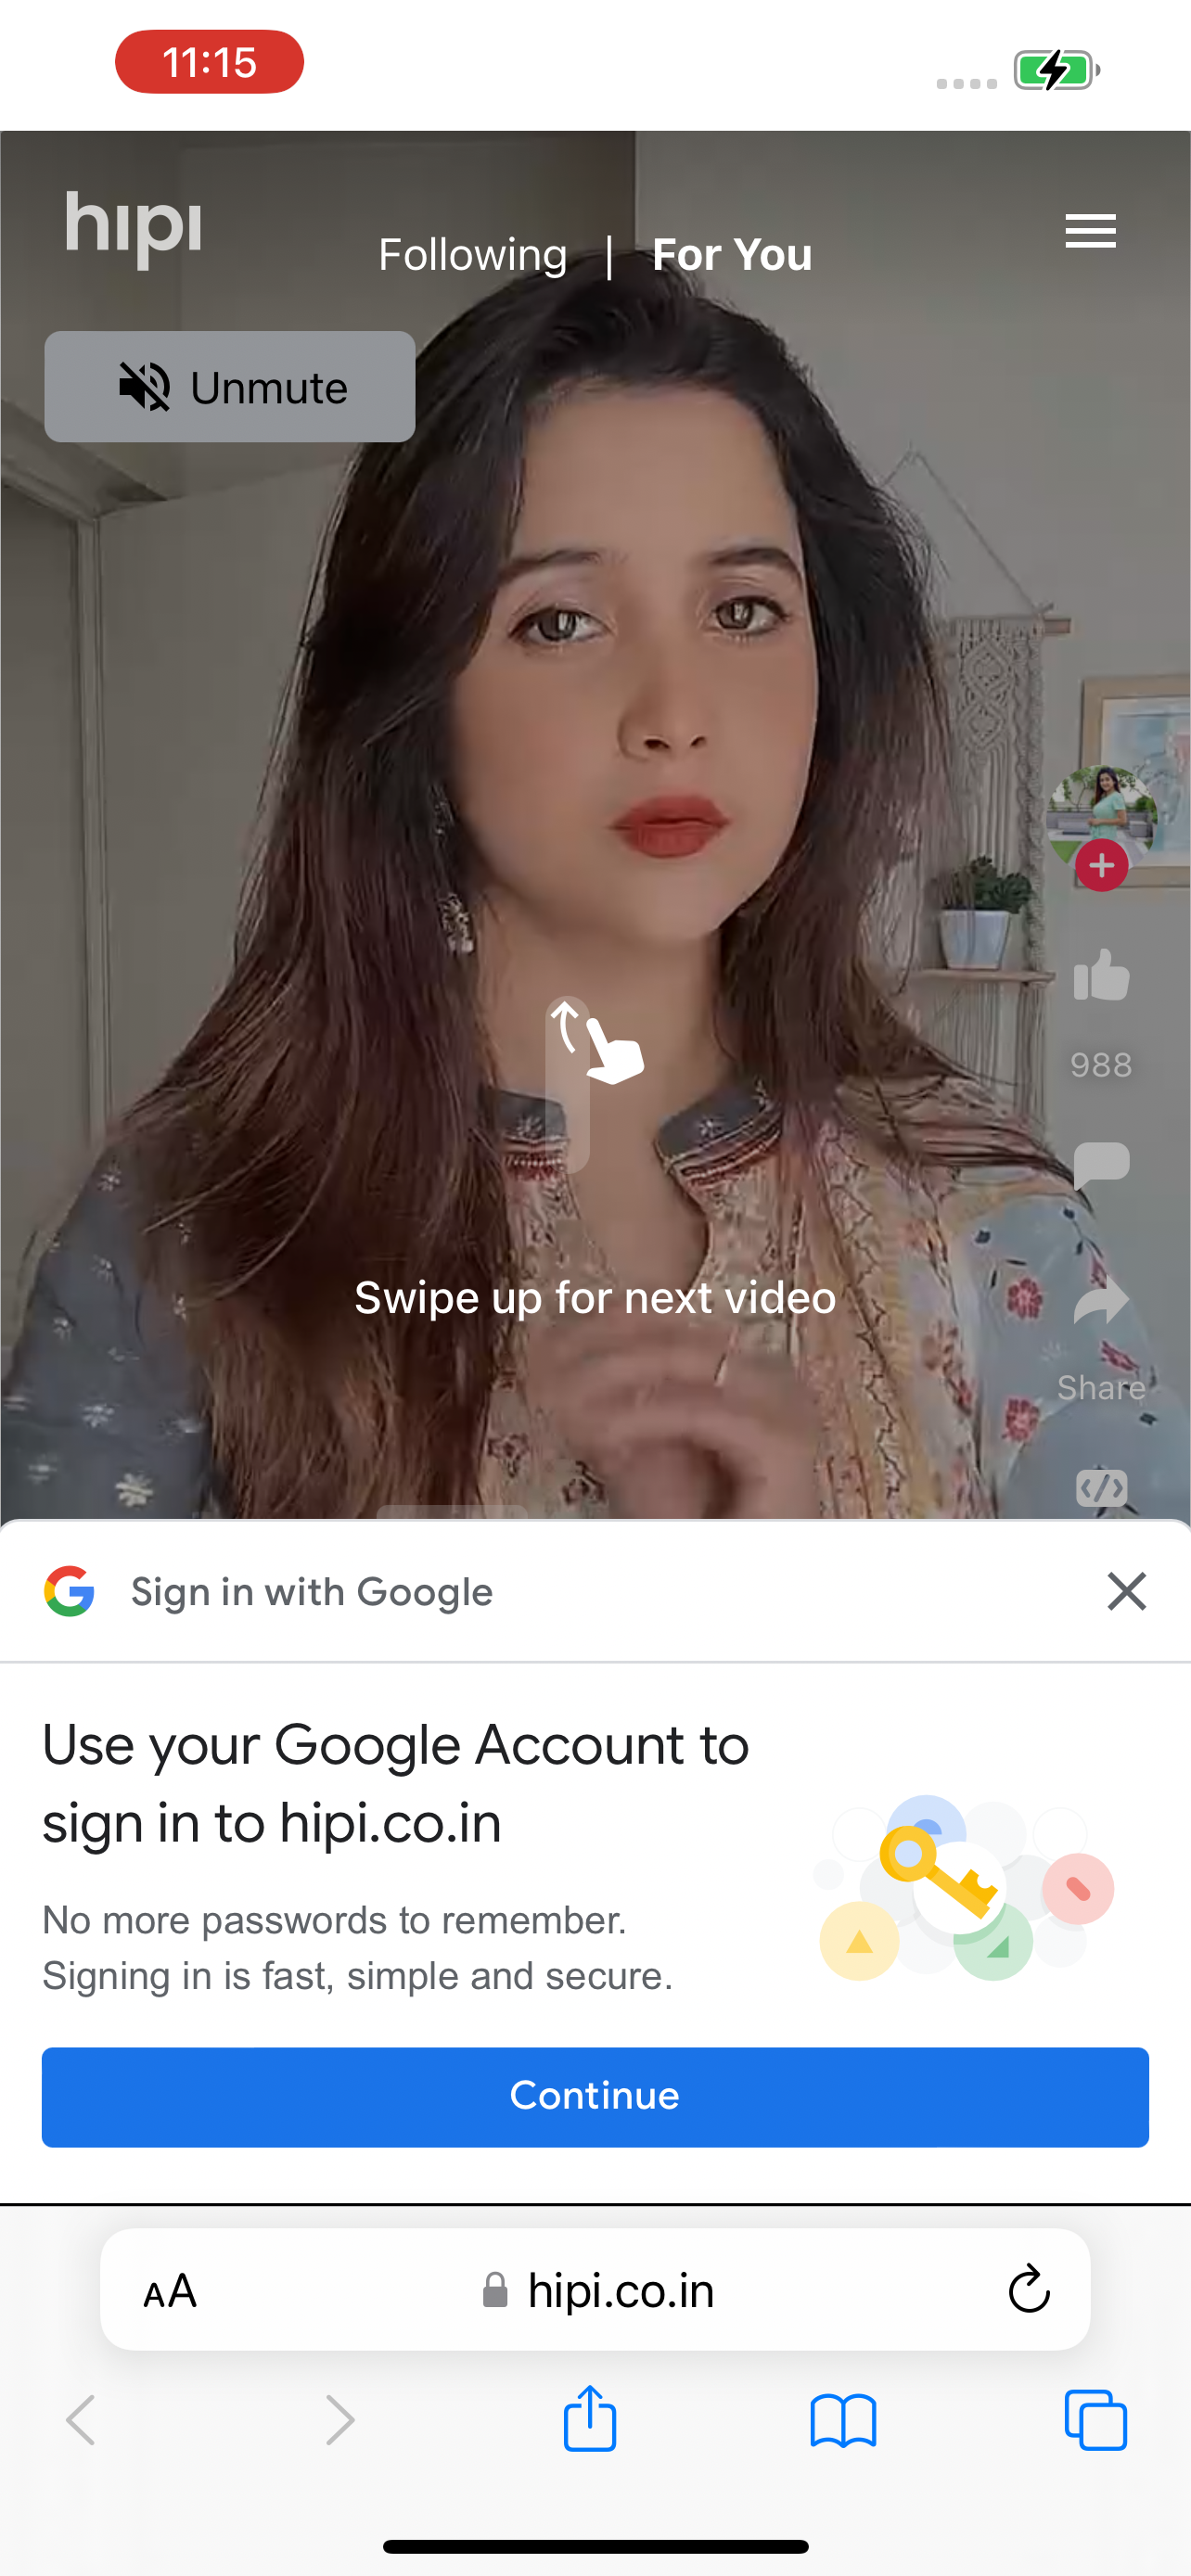 11:15
hipi
Following | For You
Unmute
988
Swipe up for next video
Share
Sign in with Google
Use your Google Account to
sign in to hipi.co.in
No more passwords to remember.
Signing in is fast, simple and secure.
Continue
AA hipi.co.in